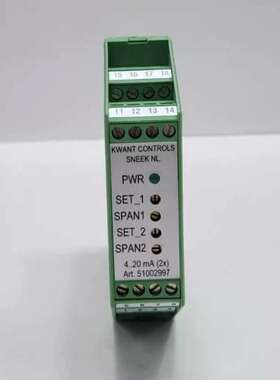 15 16 17 18
11 12 13 14
KWANT CONTROLS
SNEEK NL.
PWR
SET_1
SPAN1
SET_2
SPAN2
4..20 mA (2x)
Art. 51002997